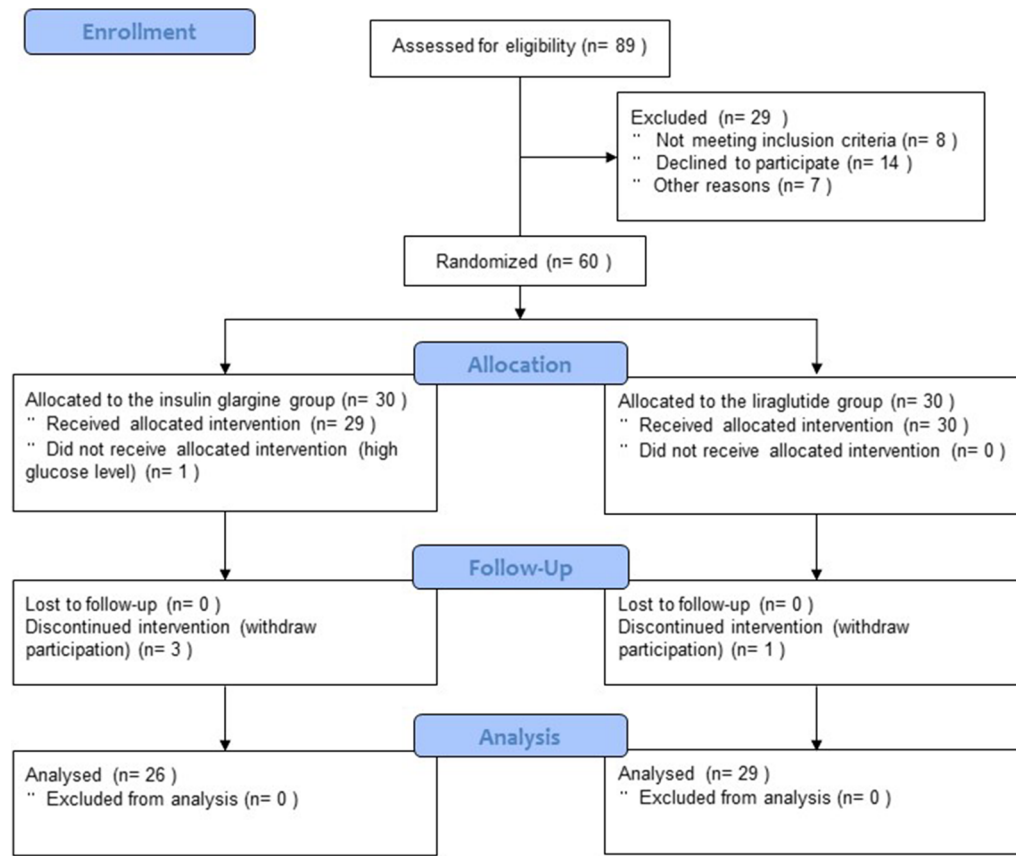 Enrollment
Assessed for eligibility (n= 89 )
Excluded (n= 29 )
¨ Not meeting inclusion criteria (n= 8 )
¨ Declined to participate (n= 14 )
¨ Other reasons (n= 7 )
Randomized (n= 60 )
Allocation
Allocated to the insulin glargine group (n= 30 )
¨ Received allocated intervention (n= 29 )
¨ Did not receive allocated intervention (high
glucose level) (n= 1 )
Allocated to the liraglutide group (n= 30 )
¨ Received allocated intervention (n= 30 )
¨ Did not receive allocated intervention (n= 0 )
Follow-Up
Lost to follow-up (n= 0 )
Discontinued intervention (withdraw
participation) (n= 3 )
Lost to follow-up (n= 0 )
Discontinued intervention (withdraw
participation) (n= 1 )
Analysis
Analysed (n= 26 )
¨ Excluded from analysis (n= 0 )
Analysed (n= 29 )
¨ Excluded from analysis (n= 0 )